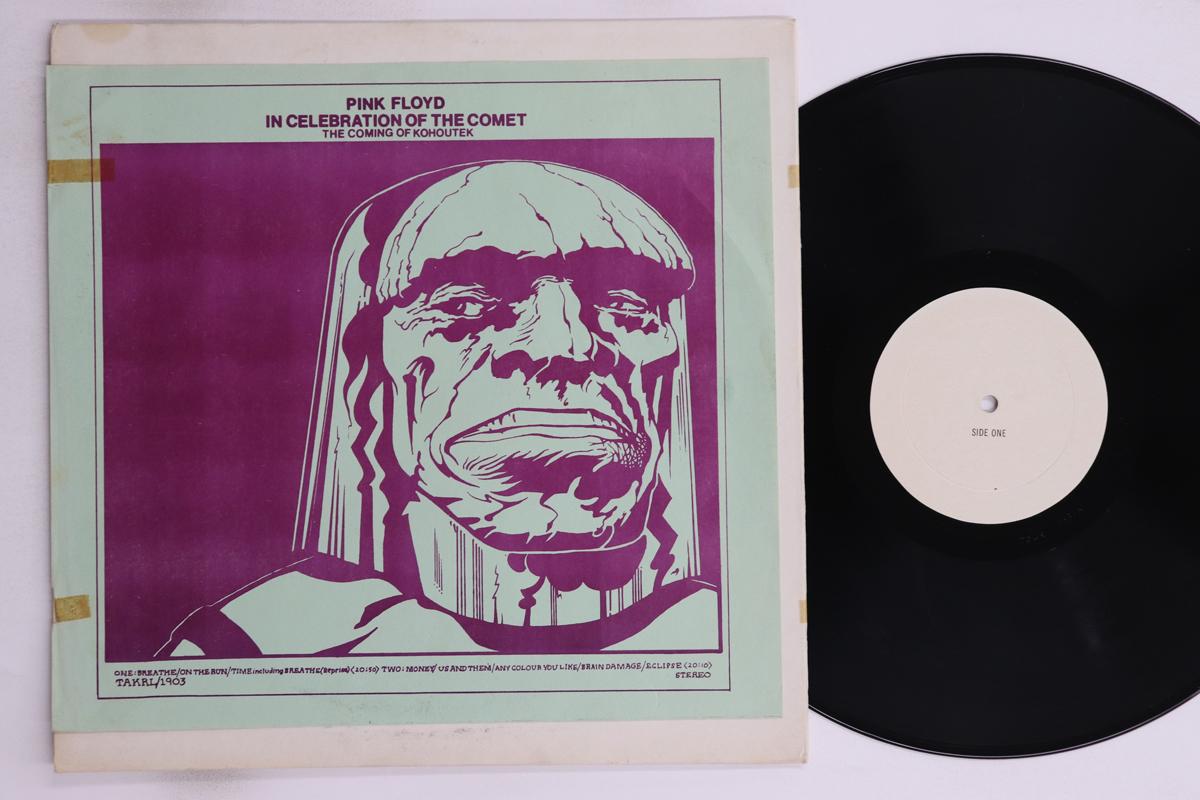 PINK FLOYD
IN CELEBRATION OF THE COMET
THE COMING OF KOHOUTEK
ONE: BREATHE/ON THE RUN/TIME including BREATHE (Reprise) (20:50) TWO: MONEY/US AND THEM/ANY COLOUR YOU LIKE/BRAIN DAMAGE/ECLIPSE (20:10)
TAKRL/1903
STEREO
SIDE ONE